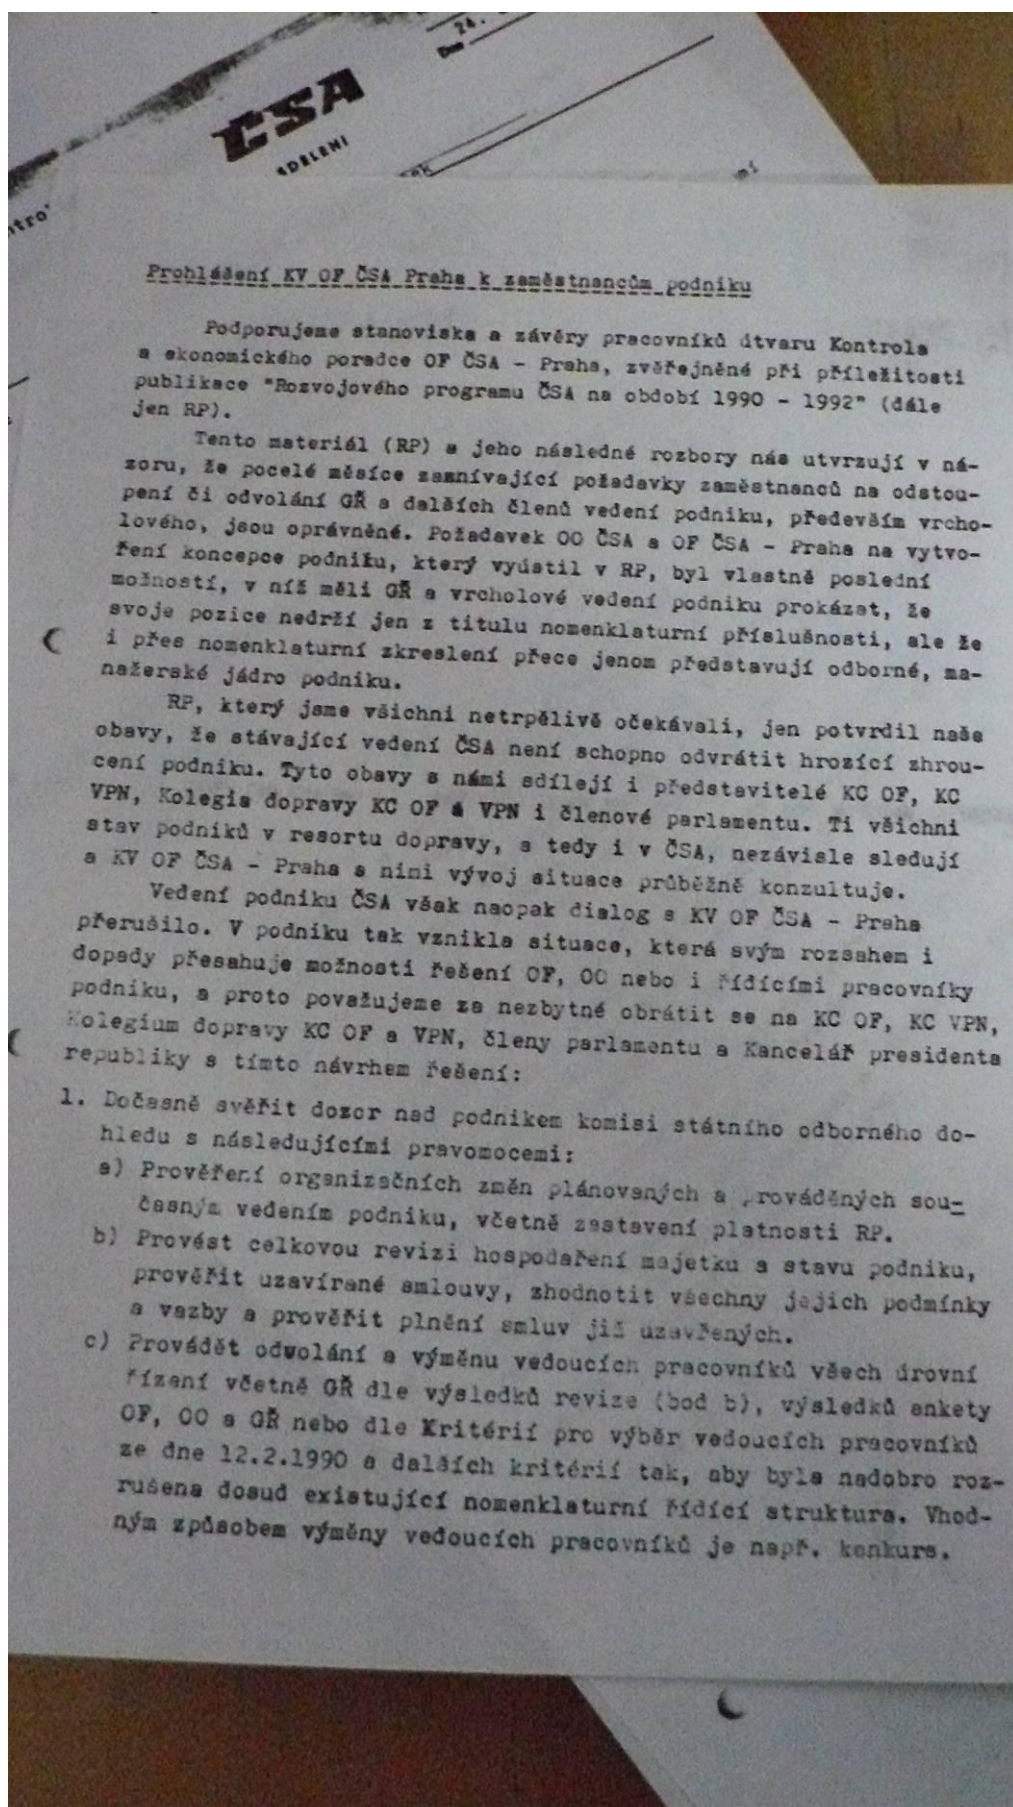 24.
Dne
ČSA
ODDĚLENÍ
Prohlášení KV OF ČSA Praha k zaměstnancům podniku
Podporujeme stanoviska a závěry pracovníků útvaru Kontrola
a ekonomického poradce OF ČSA - Praha, zvěřejněné při příležitosti
publikace "Rozvojového programu ČSA na období 1990 - 1992" (dále
jen RP).
Tento materiál (RP) a jeho následné rozbory nás utvrzují v ná-
zoru, že pocelé měsíce zaznívající požadavky zaměstnanců na odstou-
pení či odvolání GŘ a dalších členů vedení podniku, především vrcho-
lového, jsou oprávněné. Požadavek OO ČSA a OF ČSA - Praha na vytvo-
ření koncepce podniku, který vyústil v RP, byl vlastně poslední
možností, v níž měli GŘ a vrcholové vedení podniku prokázat, že
svoje pozice nedrží jen z titulu nomenklaturní příslušnosti, ale že
i přes nomenklaturní zkreslení přece jenom představují odborné, ma-
nažerské jádro podniku.
RP, který jsme všichni netrpělivě očekávali, jen potvrdil naše
obavy, že stávající vedení ČSA není schopno odvrátit hrozící zhrou-
cení podniku. Tyto obavy s námi sdílejí i představitelé KC OF, KC
VPN, Kolegia dopravy KC OF a VPN i členové parlamentu. Ti všichni
stav podniků v resortu dopravy, a tedy i v ČSA, nezávisle sledují
a KV OF ČSA - Praha s nimi vývoj situace průběžně konzultuje.
Vedení podniku ČSA však naopak dialog s KV OF ČSA - Praha
přerušilo. V podniku tak vznikla situace, která svým rozsahem i
dopady přesahuje možnosti řešení OF, OO nebo i řídícími pracovníky
podniku, a proto považujeme za nezbytné obrátit se na KC OF, KC VPN,
Kolegium dopravy KC OF a VPN, členy parlamentu a Kancelář presidenta
republiky s tímto návrhem řešení:
1. Dočasně svěřit dozor nad podnikem komisi státního odborného do-
hledu s následujícími pravomocemi:
a) Prověření organizačních změn plánovaných a prováděných sou-
časným vedením podniku, včetně zastavení platnosti RP.
b) Provést celkovou revizi hospodaření majetku a stavu podniku,
prověřit uzavírané smlouvy, zhodnotit všechny jejich podmínky
a vazby a prověřit plnění smluv již uzavřených.
c) Provádět odwolání a výměnu vedoucích pracovníků všech úrovní
řízení včetně GŘ dle výsledků revize (bod b), výsledků ankety
OF, OO a GŘ nebo dle Kritérií pro výběr vedoucích pracovníků
ze dne 12.2.1990 a dalších kritérií tak, aby byla nadobro roz-
rušena dosud existující nomenklaturní řídící struktura. Vhod-
ným způsobem výměny vedoucích pracovníků je např. konkurs.